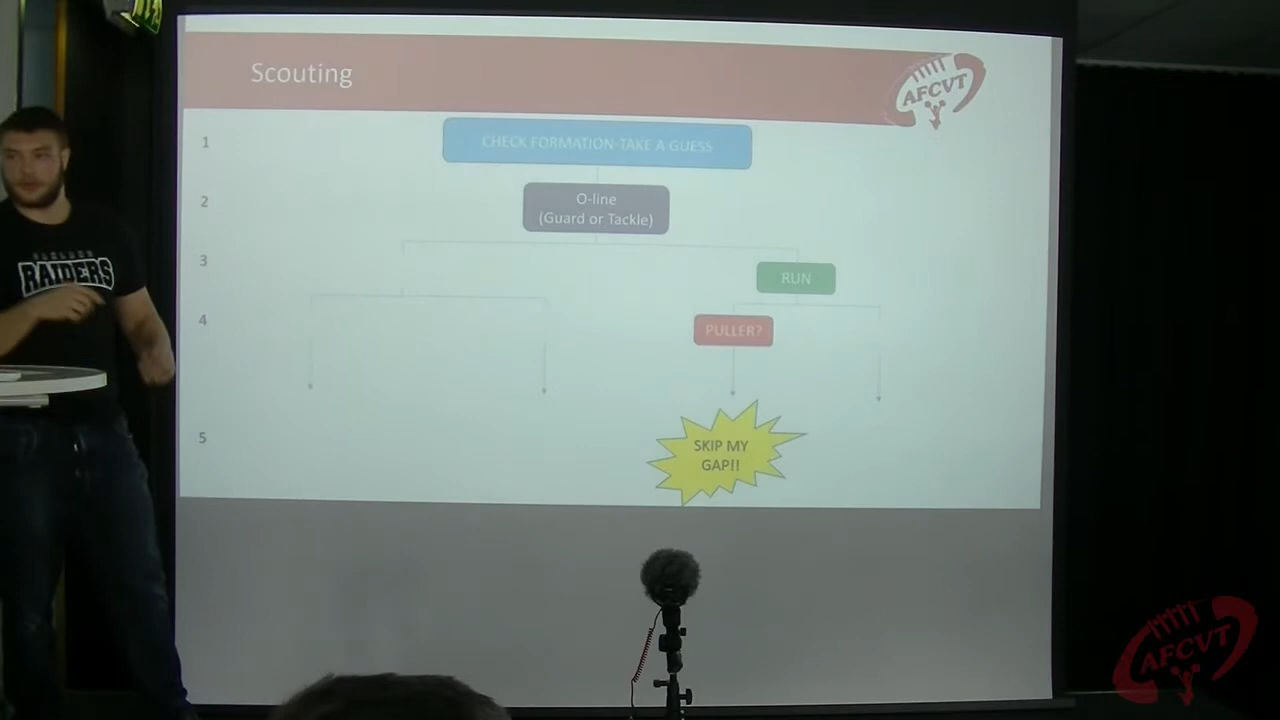 Scouting
AFCVT
1
CHECK FORMATION-TAKE A GUESS
2
O-line
(Guard or Tackle)
3
RUN
4
PULLER?
5
SKIP MY
GAP!!
RAIDERS
AFCVT